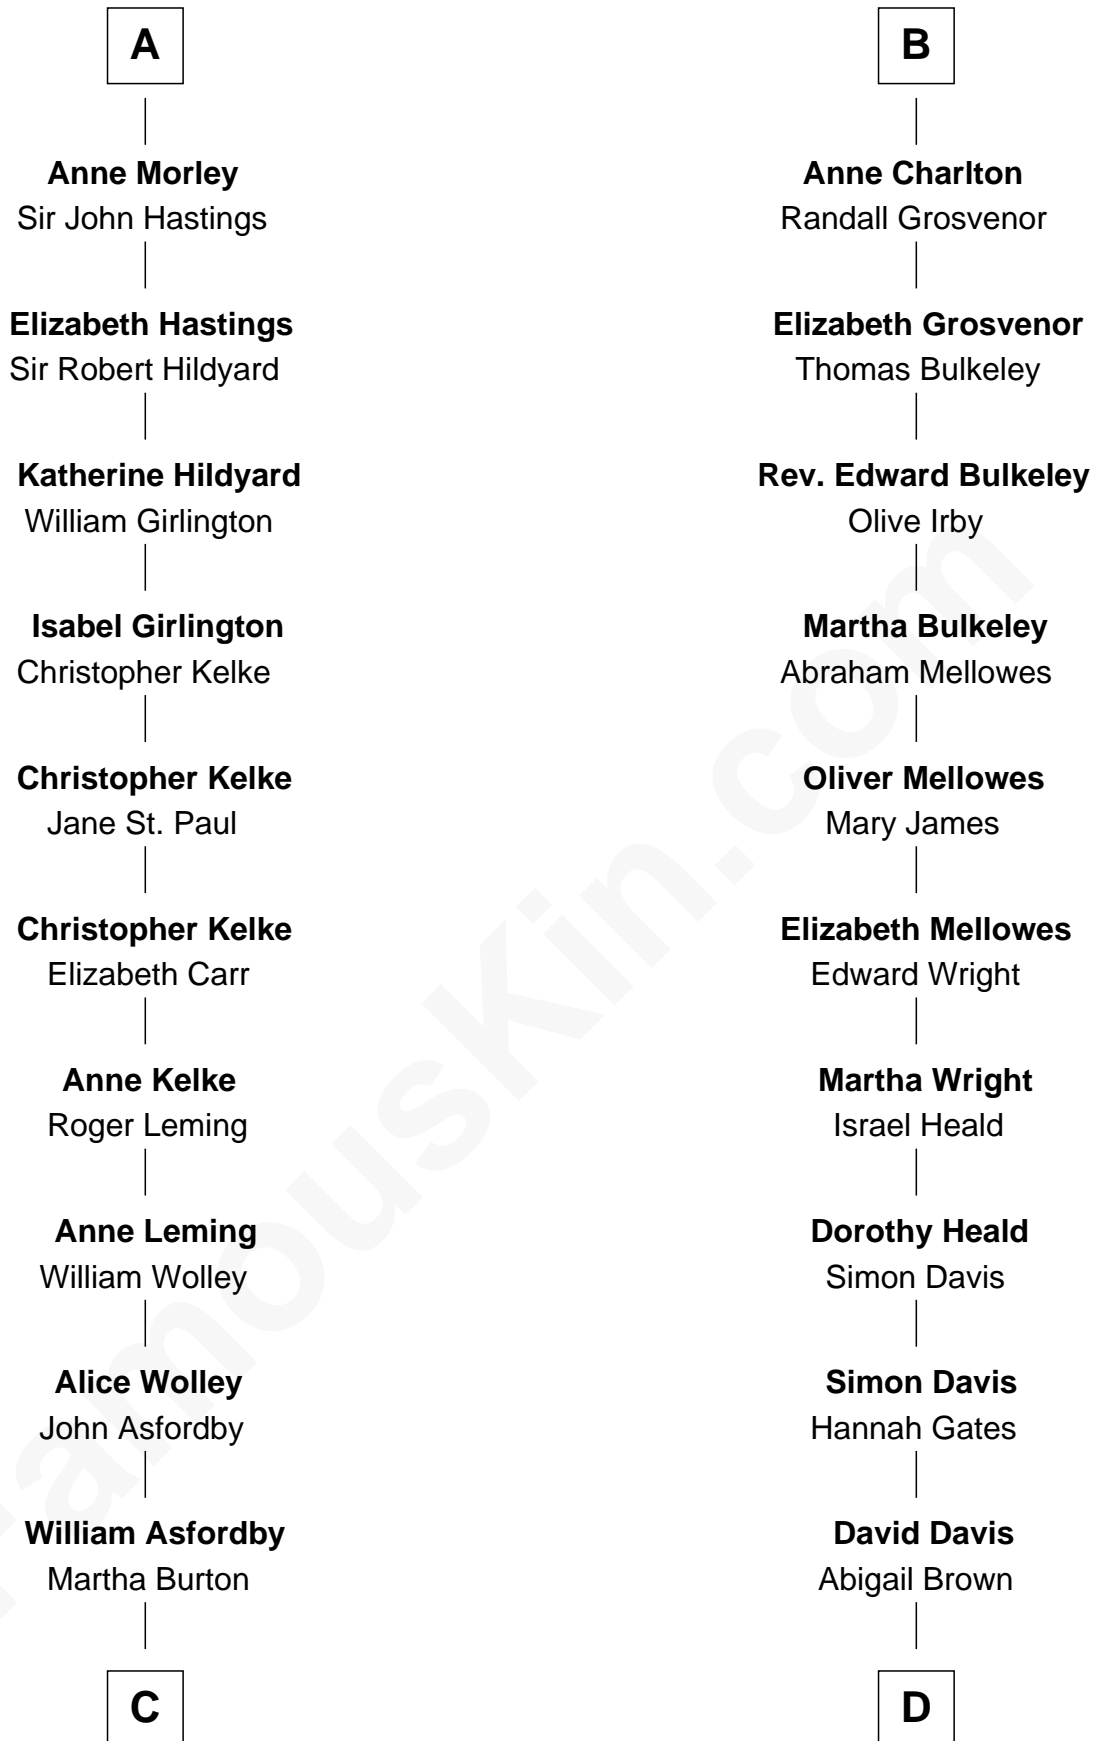 A
Anne Morley
Sir John Hastings
Elizabeth Hastings
Sir Robert Hildyard
Katherine Hildyard
William Girlington
Isabel Girlington
Christopher Kelke
Christopher Kelke
Jane St. Paul
Christopher Kelke
Elizabeth Carr
Anne Kelke
Roger Leming
Anne Leming
William Wolley
Alice Wolley
John Asfordby
William Asfordby
Martha Burton
C
B
Anne Charlton
Randall Grosvenor
Elizabeth Grosvenor
Thomas Bulkeley
Rev. Edward Bulkeley
Olive Irby
Martha Bulkeley
Abraham Mellowes
Oliver Mellowes
Mary James
Elizabeth Mellowes
Edward Wright
Martha Wright
Israel Heald
Dorothy Heald
Simon Davis
Simon Davis
Hannah Gates
David Davis
Abigail Brown
D
FamousKin.com